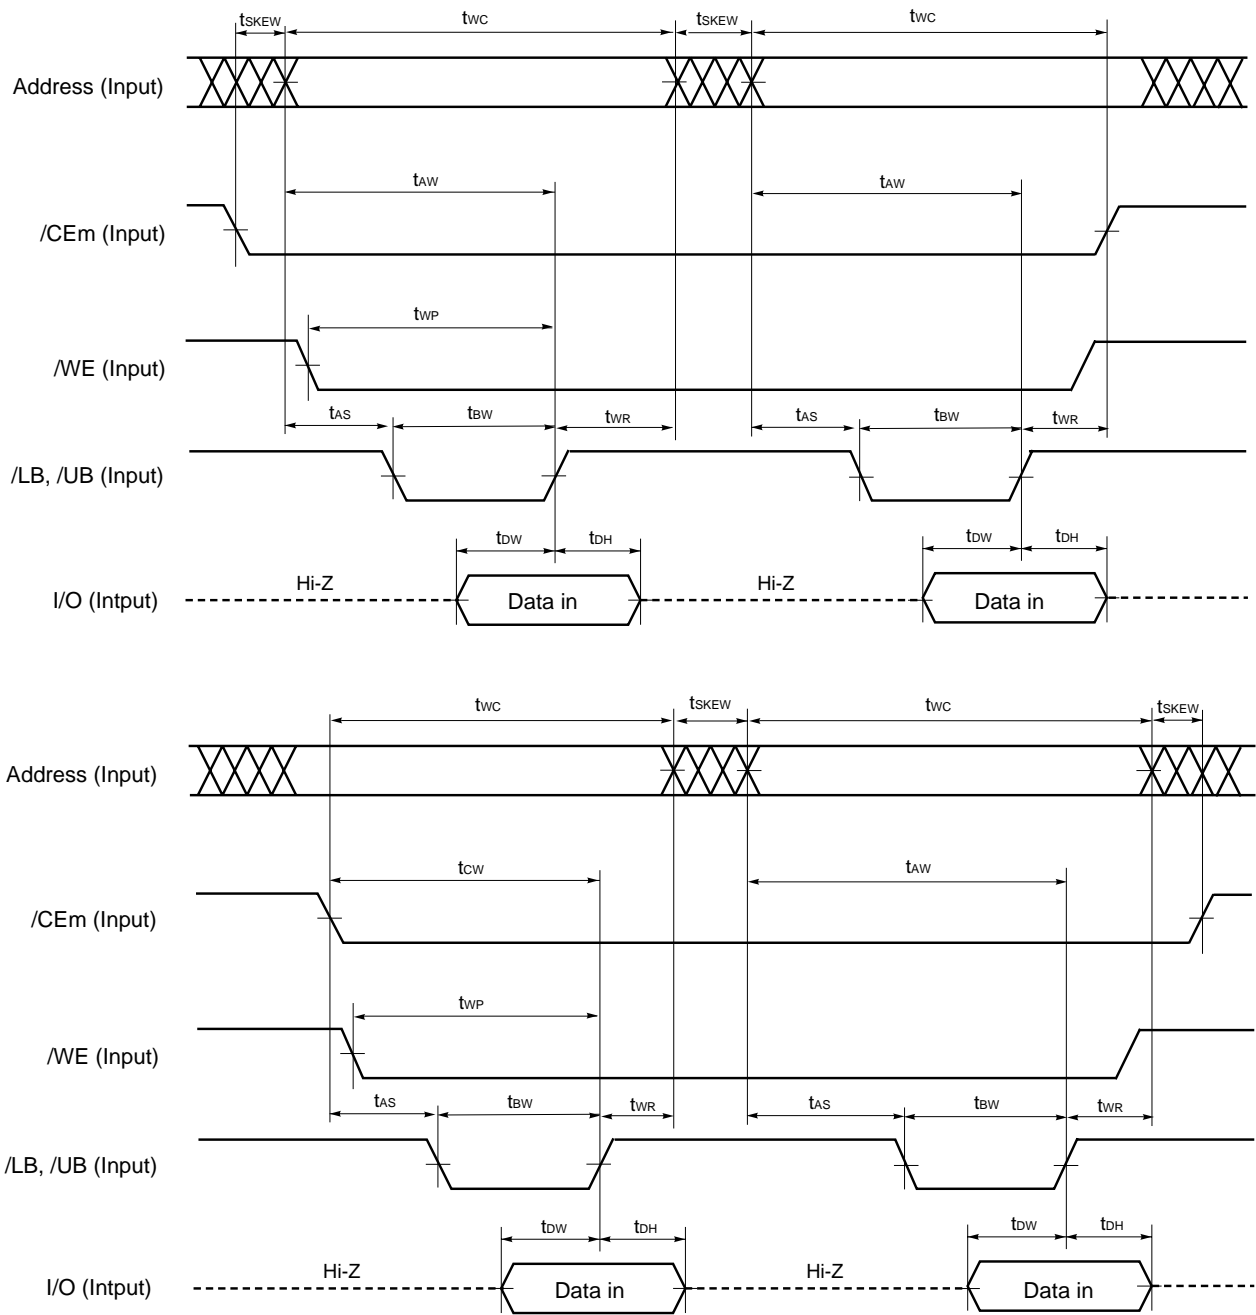 tSKEW tWC tSKEW tWC
Address (Input)
tAW tAW
/CEm (Input)
tWP
/WE (Input)
tAS tBW tWR tAS tBW tWR
/LB, /UB (Input)
tDW tDH tDW tDH
Hi-Z Hi-Z
I/O (Intput) Data in Data in
tWC tSKEW tWC tSKEW
Address (Input)
tCW tAW
/CEm (Input)
tWP
/WE (Input)
tAS tBW tWR tAS tBW tWR
/LB, /UB (Input)
tDW tDH tDW tDH
Hi-Z Hi-Z
I/O (Intput) Data in Data in